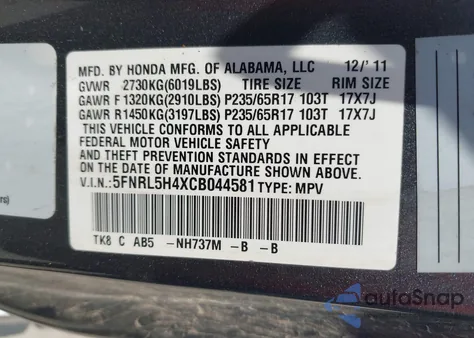 MFD. BY HONDA MFG. OF ALABAMA, LLC 12/'11
GVWR 2730KG(6019LBS) TIRE SIZE RIM SIZE
GAWR F 1320KG(2910LBS) P235/65R17 103T 17X7J
GAWR R1450KG(3197LBS) P235/65R17 103T 17X7J
THIS VEHICLE CONFORMS TO ALL APPLICABLE
FEDERAL MOTOR VEHICLE SAFETY
AND BUMPER STANDARDS IN EFFECT ON
THE DATE OF MANUFACTURE SHOWN ABOVE.
V.I.N.: 5FNRL5H4XCB044581 TYPE: MPV
TK8 C AB5 -NH737M -B -B
autoSnap